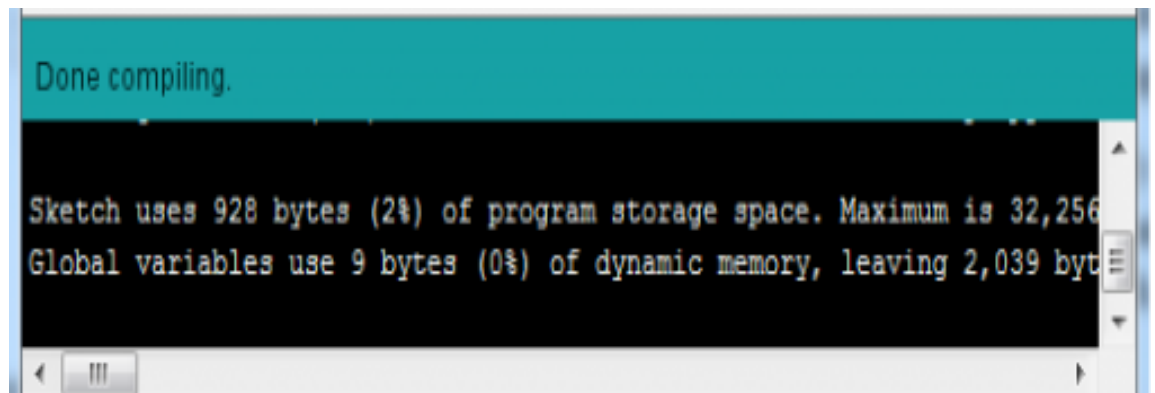 Done compiling.
Sketch uses 928 bytes (2%) of program storage space. Maximum is 32,256
Global variables use 9 bytes (0%) of dynamic memory, leaving 2,039 byt